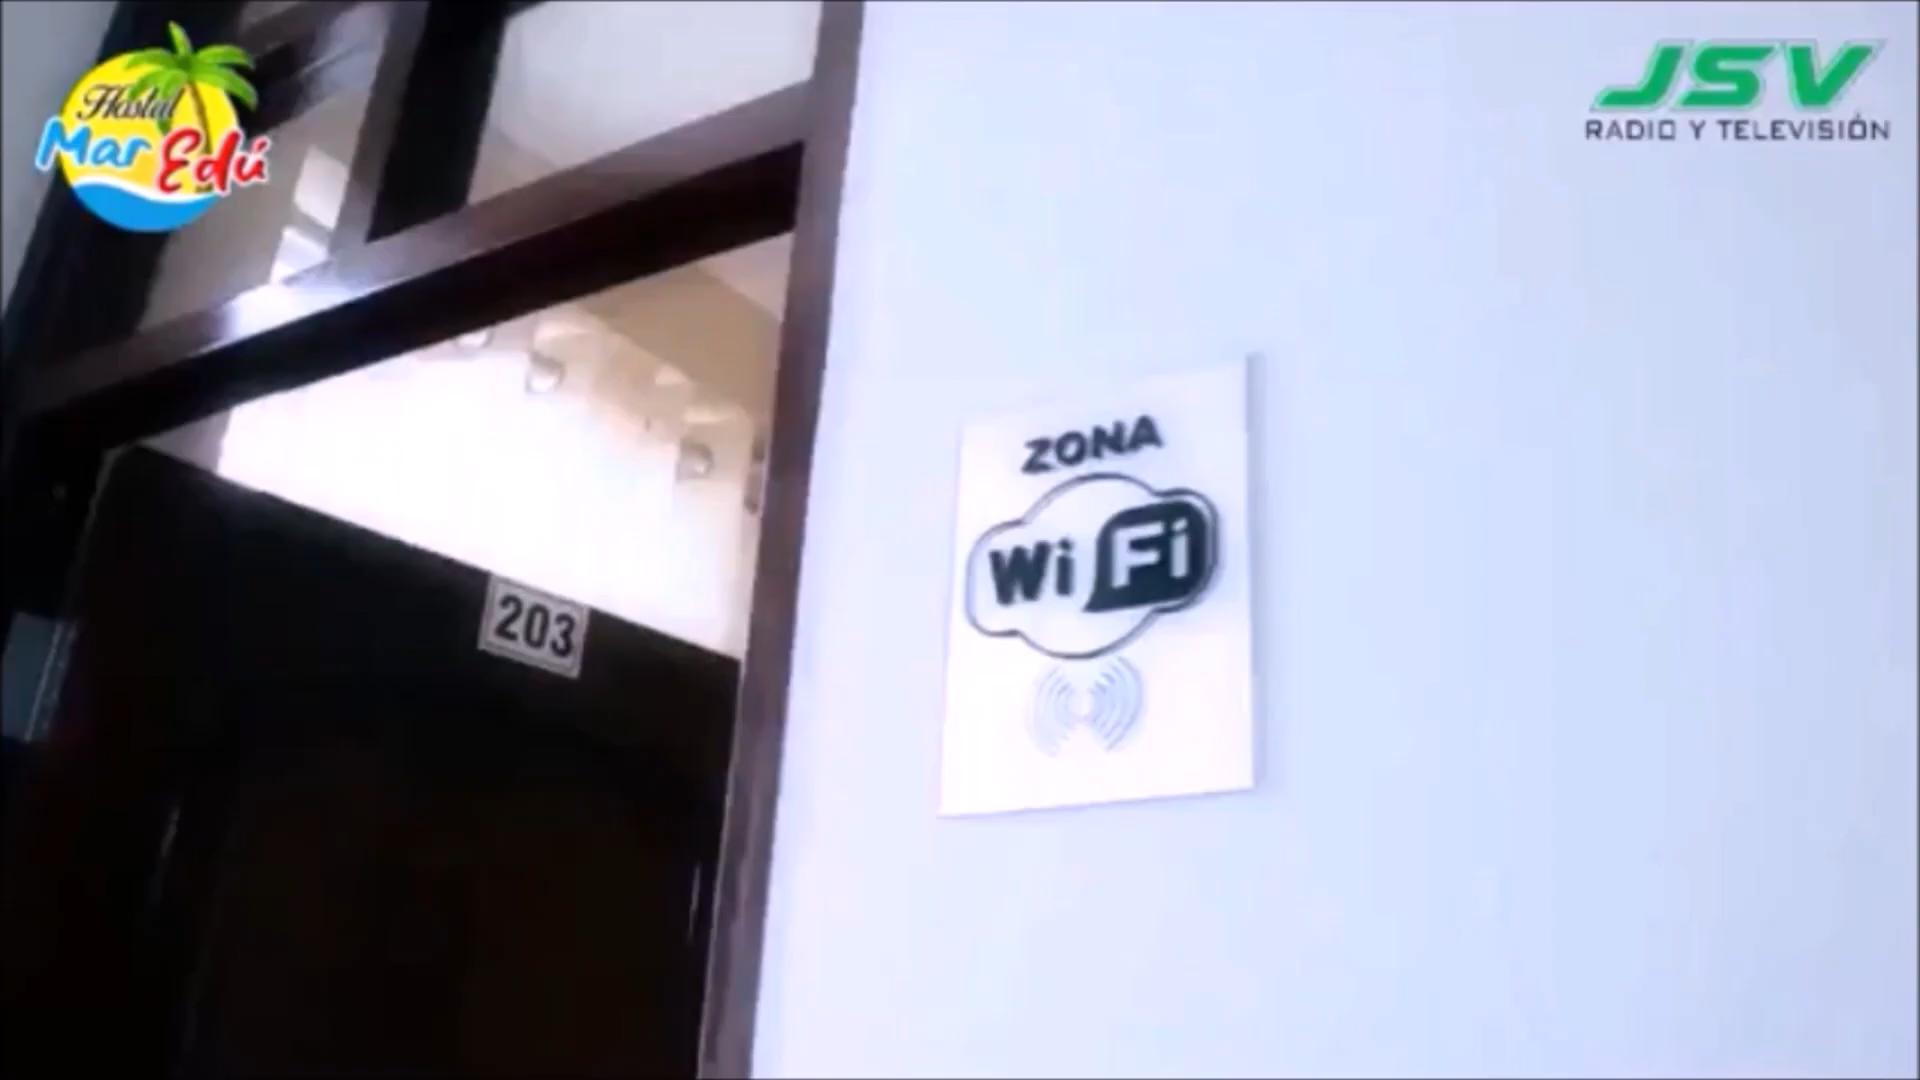 Hostal
Mar Edú
JSV
RADIO Y TELEVISIÓN
ZONA
Wi Fi
203